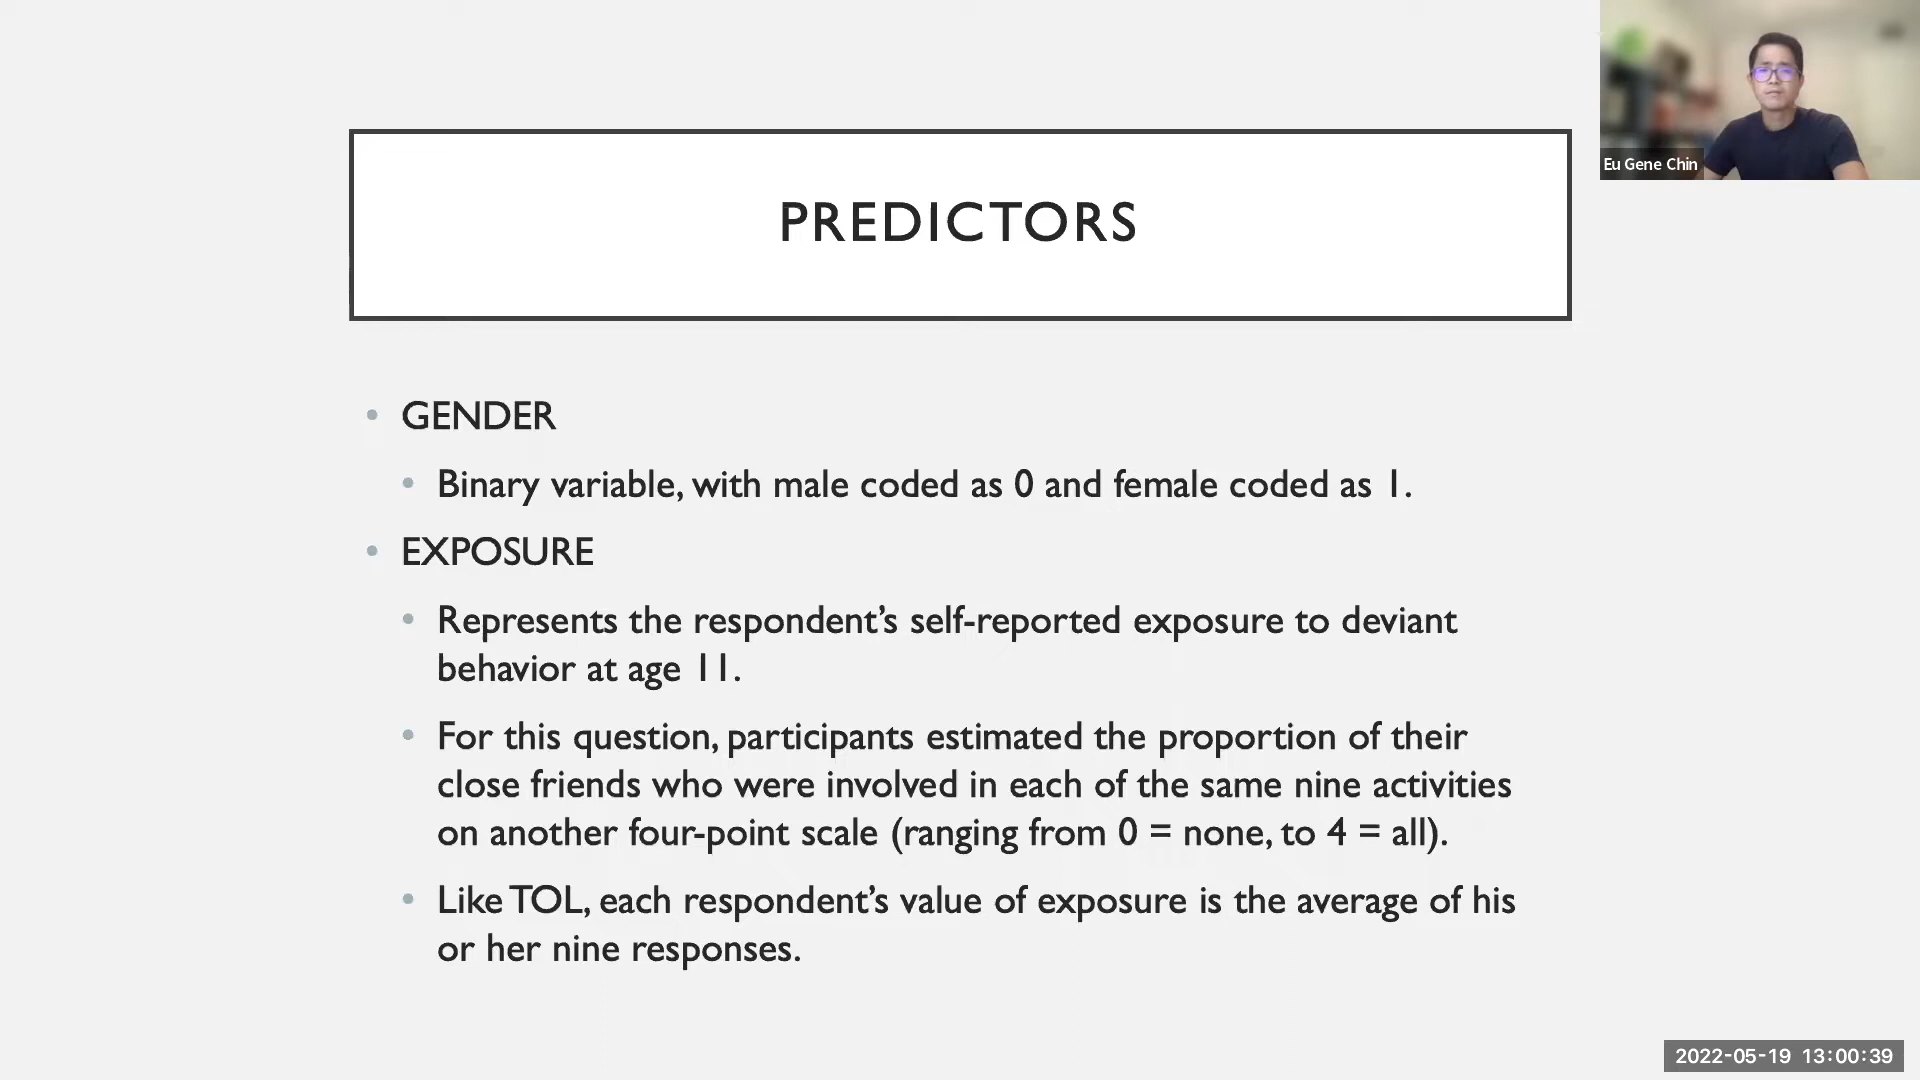 PREDICTORS
• GENDER
• Binary variable, with male coded as 0 and female coded as 1.
• EXPOSURE
• Represents the respondent’s self-reported exposure to deviant
behavior at age 11.
• For this question, participants estimated the proportion of their
close friends who were involved in each of the same nine activities
on another four-point scale (ranging from 0 = none, to 4 = all).
• Like TOL, each respondent’s value of exposure is the average of his
or her nine responses.
Eu Gene Chin
2022-05-19 13:00:39